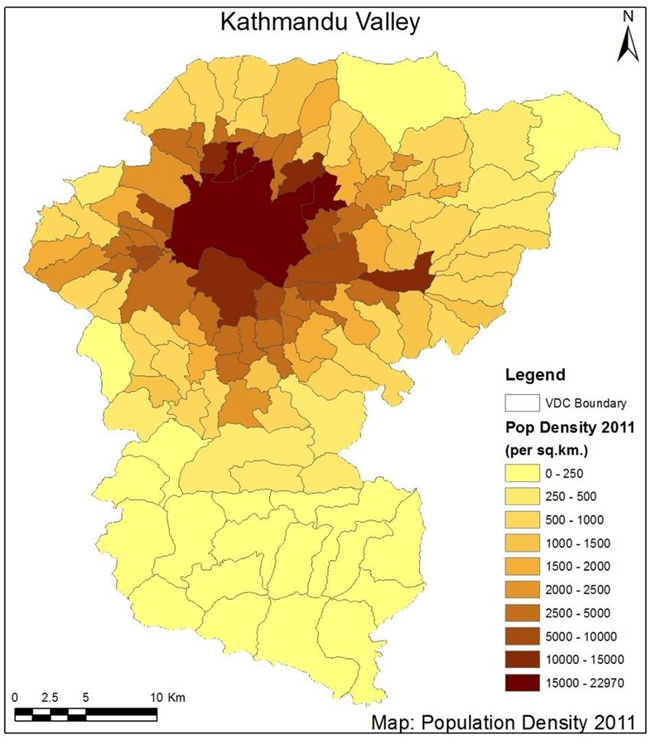 Kathmandu Valley
N
Legend
VDC Boundary
Pop Density 2011
(per sq.km.)
0 - 250
250 - 500
500 - 1000
1000 - 1500
1500 - 2000
2000 - 2500
2500 - 5000
5000 - 10000
10000 - 15000
15000 - 22970
0 2.5 5 10 Km
Map: Population Density 2011